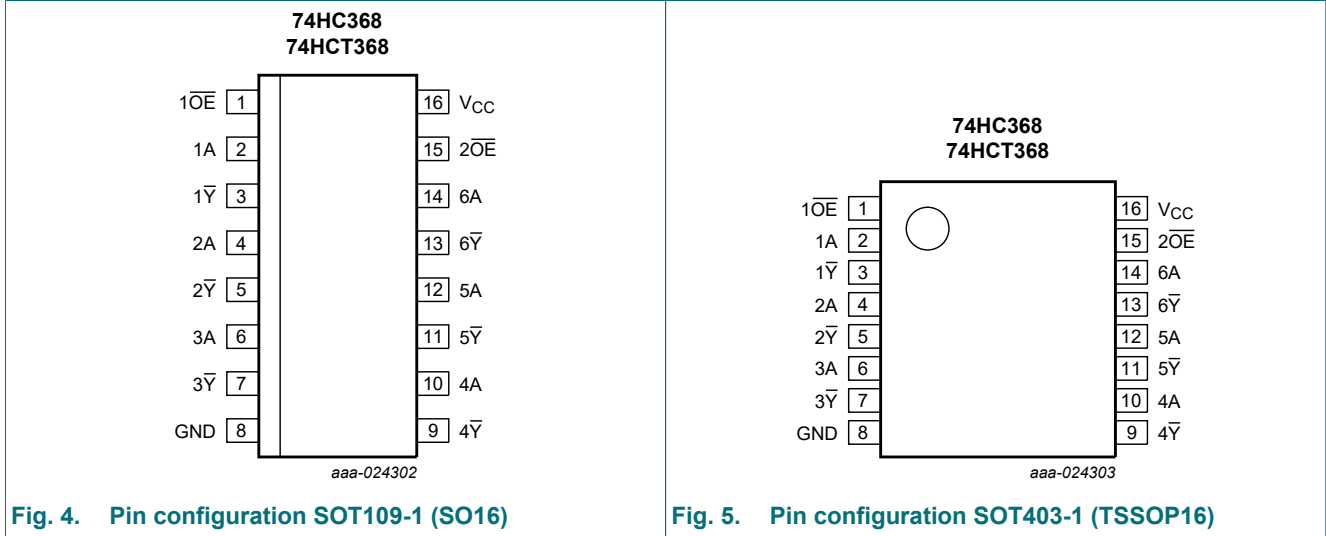 74HC368
74HCT368
1O̅E̅ 1
1A 2
1Y̅ 3
2A 4
2Y̅ 5
3A 6
3Y̅ 7
GND 8
16 VCC
15 2O̅E̅
14 6A
13 6Y̅
12 5A
11 5Y̅
10 4A
9 4Y̅
aaa-024302
Fig. 4. Pin configuration SOT109-1 (SO16)
74HC368
74HCT368
1O̅E̅ 1
1A 2
1Y̅ 3
2A 4
2Y̅ 5
3A 6
3Y̅ 7
GND 8
16 VCC
15 2O̅E̅
14 6A
13 6Y̅
12 5A
11 5Y̅
10 4A
9 4Y̅
aaa-024303
Fig. 5. Pin configuration SOT403-1 (TSSOP16)